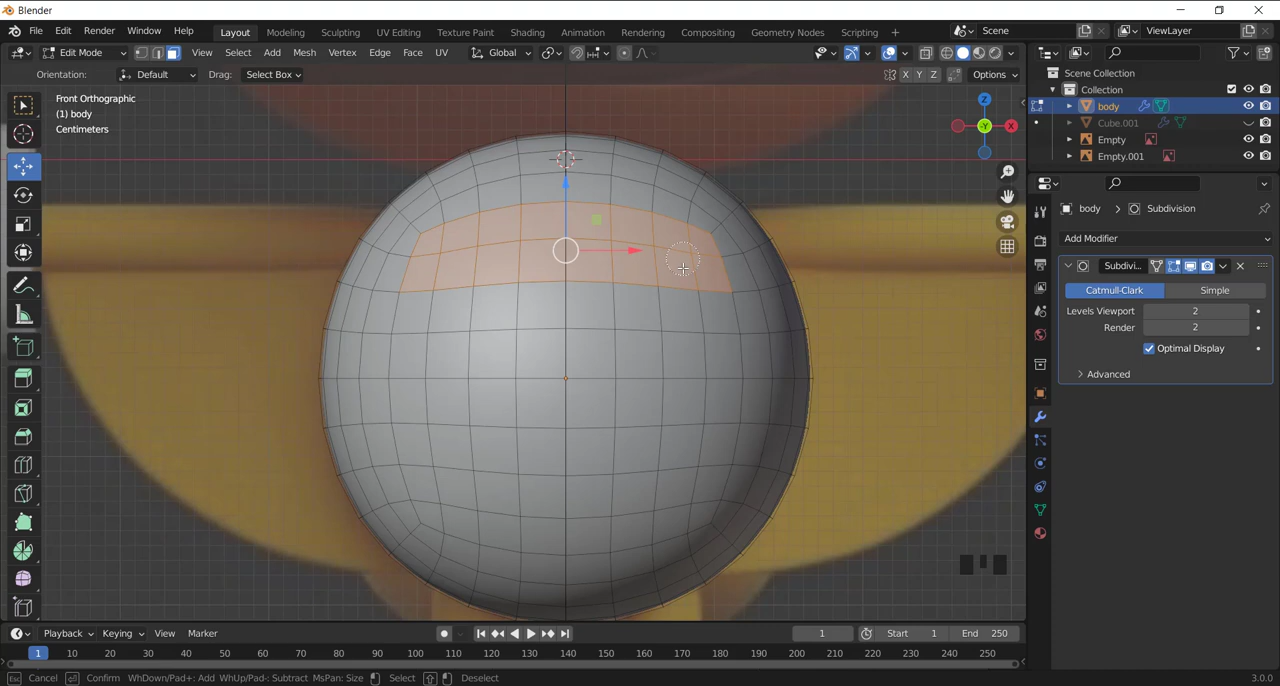 Blender
File Edit Render Window Help Layout Modeling Sculpting UV Editing Texture Paint Shading Animation Rendering Compositing Geometry Nodes Scripting + Scene ViewLayer
Edit Mode View Select Add Mesh Vertex Edge Face UV Global
Orientation: Default Drag: Select Box X Y Z Options
Scene Collection
Collection
body
Cube.001
Empty
Empty.001
Front Orthographic
(1) body
Centimeters
Z
X
-Y
body > Subdivision
Add Modifier
Subdivi...
Catmull-Clark Simple
Levels Viewport 2
Render 2
Optimal Display
Advanced
Playback Keying View Marker 1 Start 1 End 250
1 10 20 30 40 50 60 70 80 90 100 110 120 130 140 150 160 170 180 190 200 210 220 230 240 250
Esc Cancel Confirm WhDown/Pad+: Add WhUp/Pad-: Subtract MsPan: Size Select Deselect 3.0.0